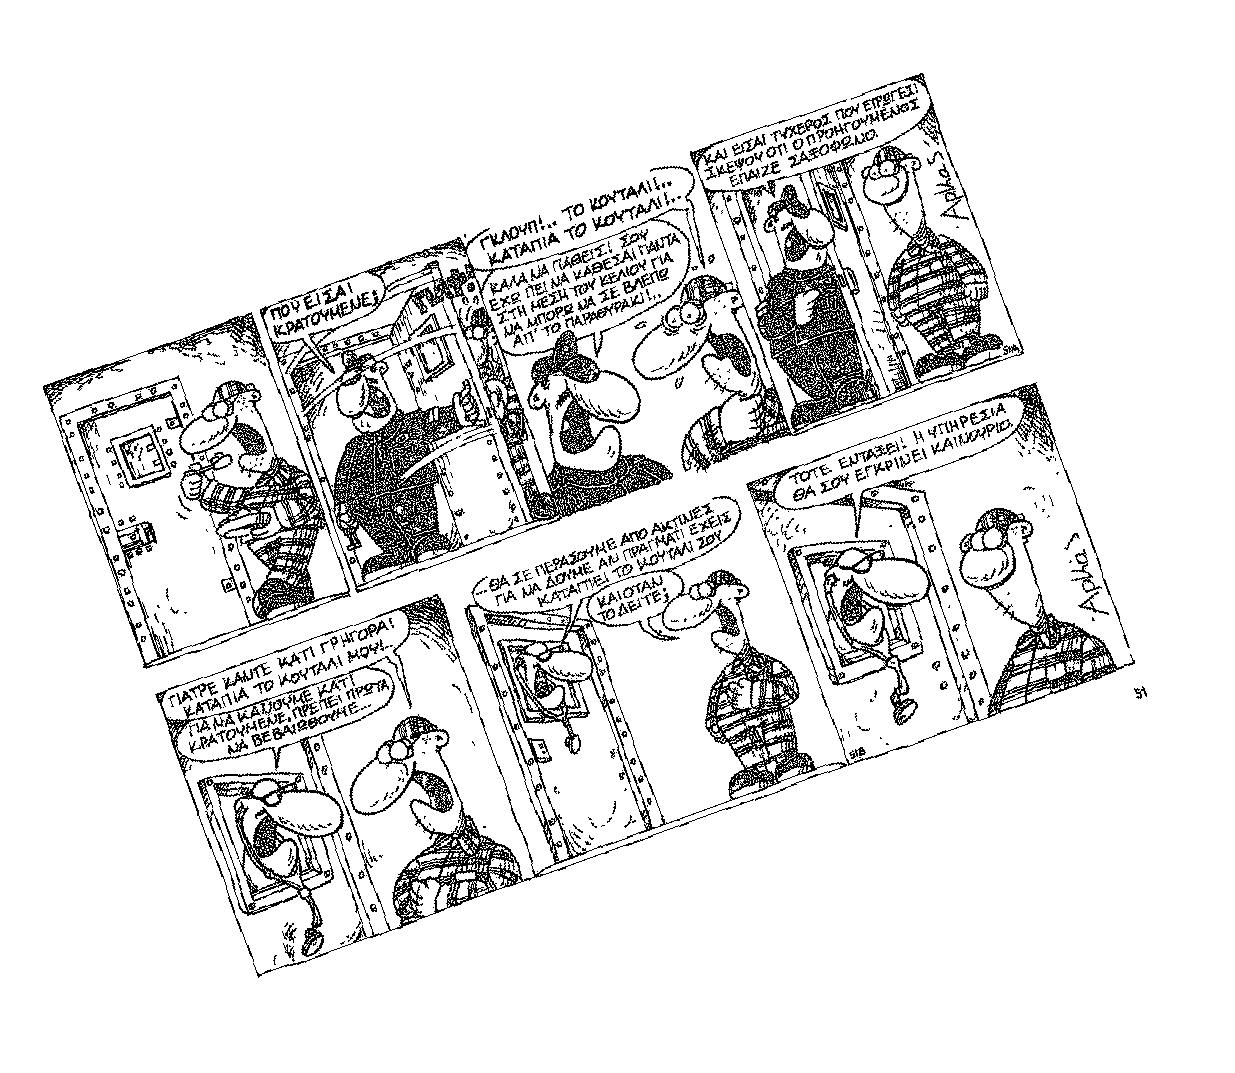 ΠΟΥ ΕΙΣΑΙ
ΚΡΑΤΟΥΜΕΝΕ;
ΓΚΛΟΥΠ!.. ΤΟ ΚΟΥΤΑΛΙ!..
ΚΑΤΑΠΙΑ ΤΟ ΚΟΥΤΑΛΙ!..
ΚΑΛΑ ΝΑ ΠΑΘΕΙΣ! ΣΟΥ
ΕΧΩ ΠΕΙ ΝΑ ΚΑΘΕΣΑΙ ΠΑΝΤΑ
ΣΤΗ ΜΕΣΗ ΤΟΥ ΚΕΛΙΟΥ ΓΙΑ
ΝΑ ΜΠΟΡΩ ΝΑ ΣΕ ΒΛΕΠΩ
ΑΠ' ΤΟ ΠΑΡΑΘΥΡΑΚΙ!..
ΚΑΙ ΕΙΣΑΙ ΤΥΧΕΡΟΣ ΠΟΥ ΕΤΡΩΓΕΣ!
ΣΚΕΨΟΥ ΟΤΙ Ο ΠΡΟΗΓΟΥΜΕΝΟΣ
ΕΠΑΙΖΕ ΣΑΞΟΦΩΝΟ.
Αρκάς
51Α
ΓΙΑΤΡΕ ΚΑΝΤΕ ΚΑΤΙ ΓΡΗΓΟΡΑ!
ΚΑΤΑΠΙΑ ΤΟ ΚΟΥΤΑΛΙ ΜΟΥ!..
ΓΙΑ ΝΑ ΚΑΝΟΥΜΕ ΚΑΤΙ
ΚΡΑΤΟΥΜΕΝΕ, ΠΡΕΠΕΙ ΠΡΩΤΑ
ΝΑ ΒΕΒΑΙΩΘΟΥΜΕ...
...ΘΑ ΣΕ ΠΕΡΑΣΟΥΜΕ ΑΠΟ ΑΚΤΙΝΕΣ
ΓΙΑ ΝΑ ΔΟΥΜΕ ΑΝ ΠΡΑΓΜΑΤΙ ΕΧΕΙΣ
ΚΑΤΑΠΙΕΙ ΤΟ ΚΟΥΤΑΛΙ ΣΟΥ
ΚΑΙ ΟΤΑΝ
ΤΟ ΔΕΙΤΕ;
ΤΟΤΕ ΕΝΤΑΞΕΙ! Η ΥΠΗΡΕΣΙΑ
ΘΑ ΣΟΥ ΕΓΚΡΙΝΕΙ ΚΑΙΝΟΥΡΙΟ
Αρκάς
51Β
51